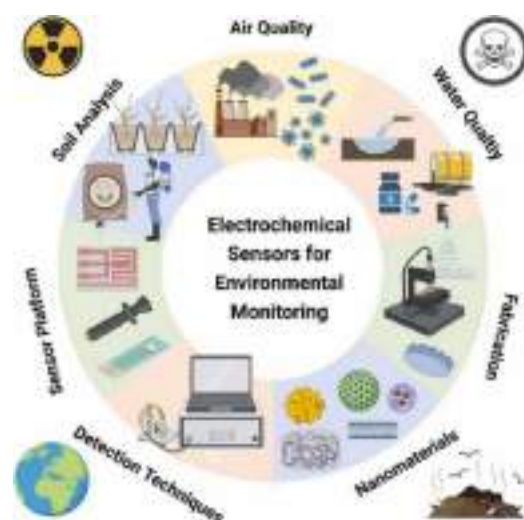 Air Quality
Water Quality
Fabrication
Nanomaterials
Detection Techniques
Sensor Platform
Soil Analysis
Electrochemical
Sensors for
Environmental
Monitoring